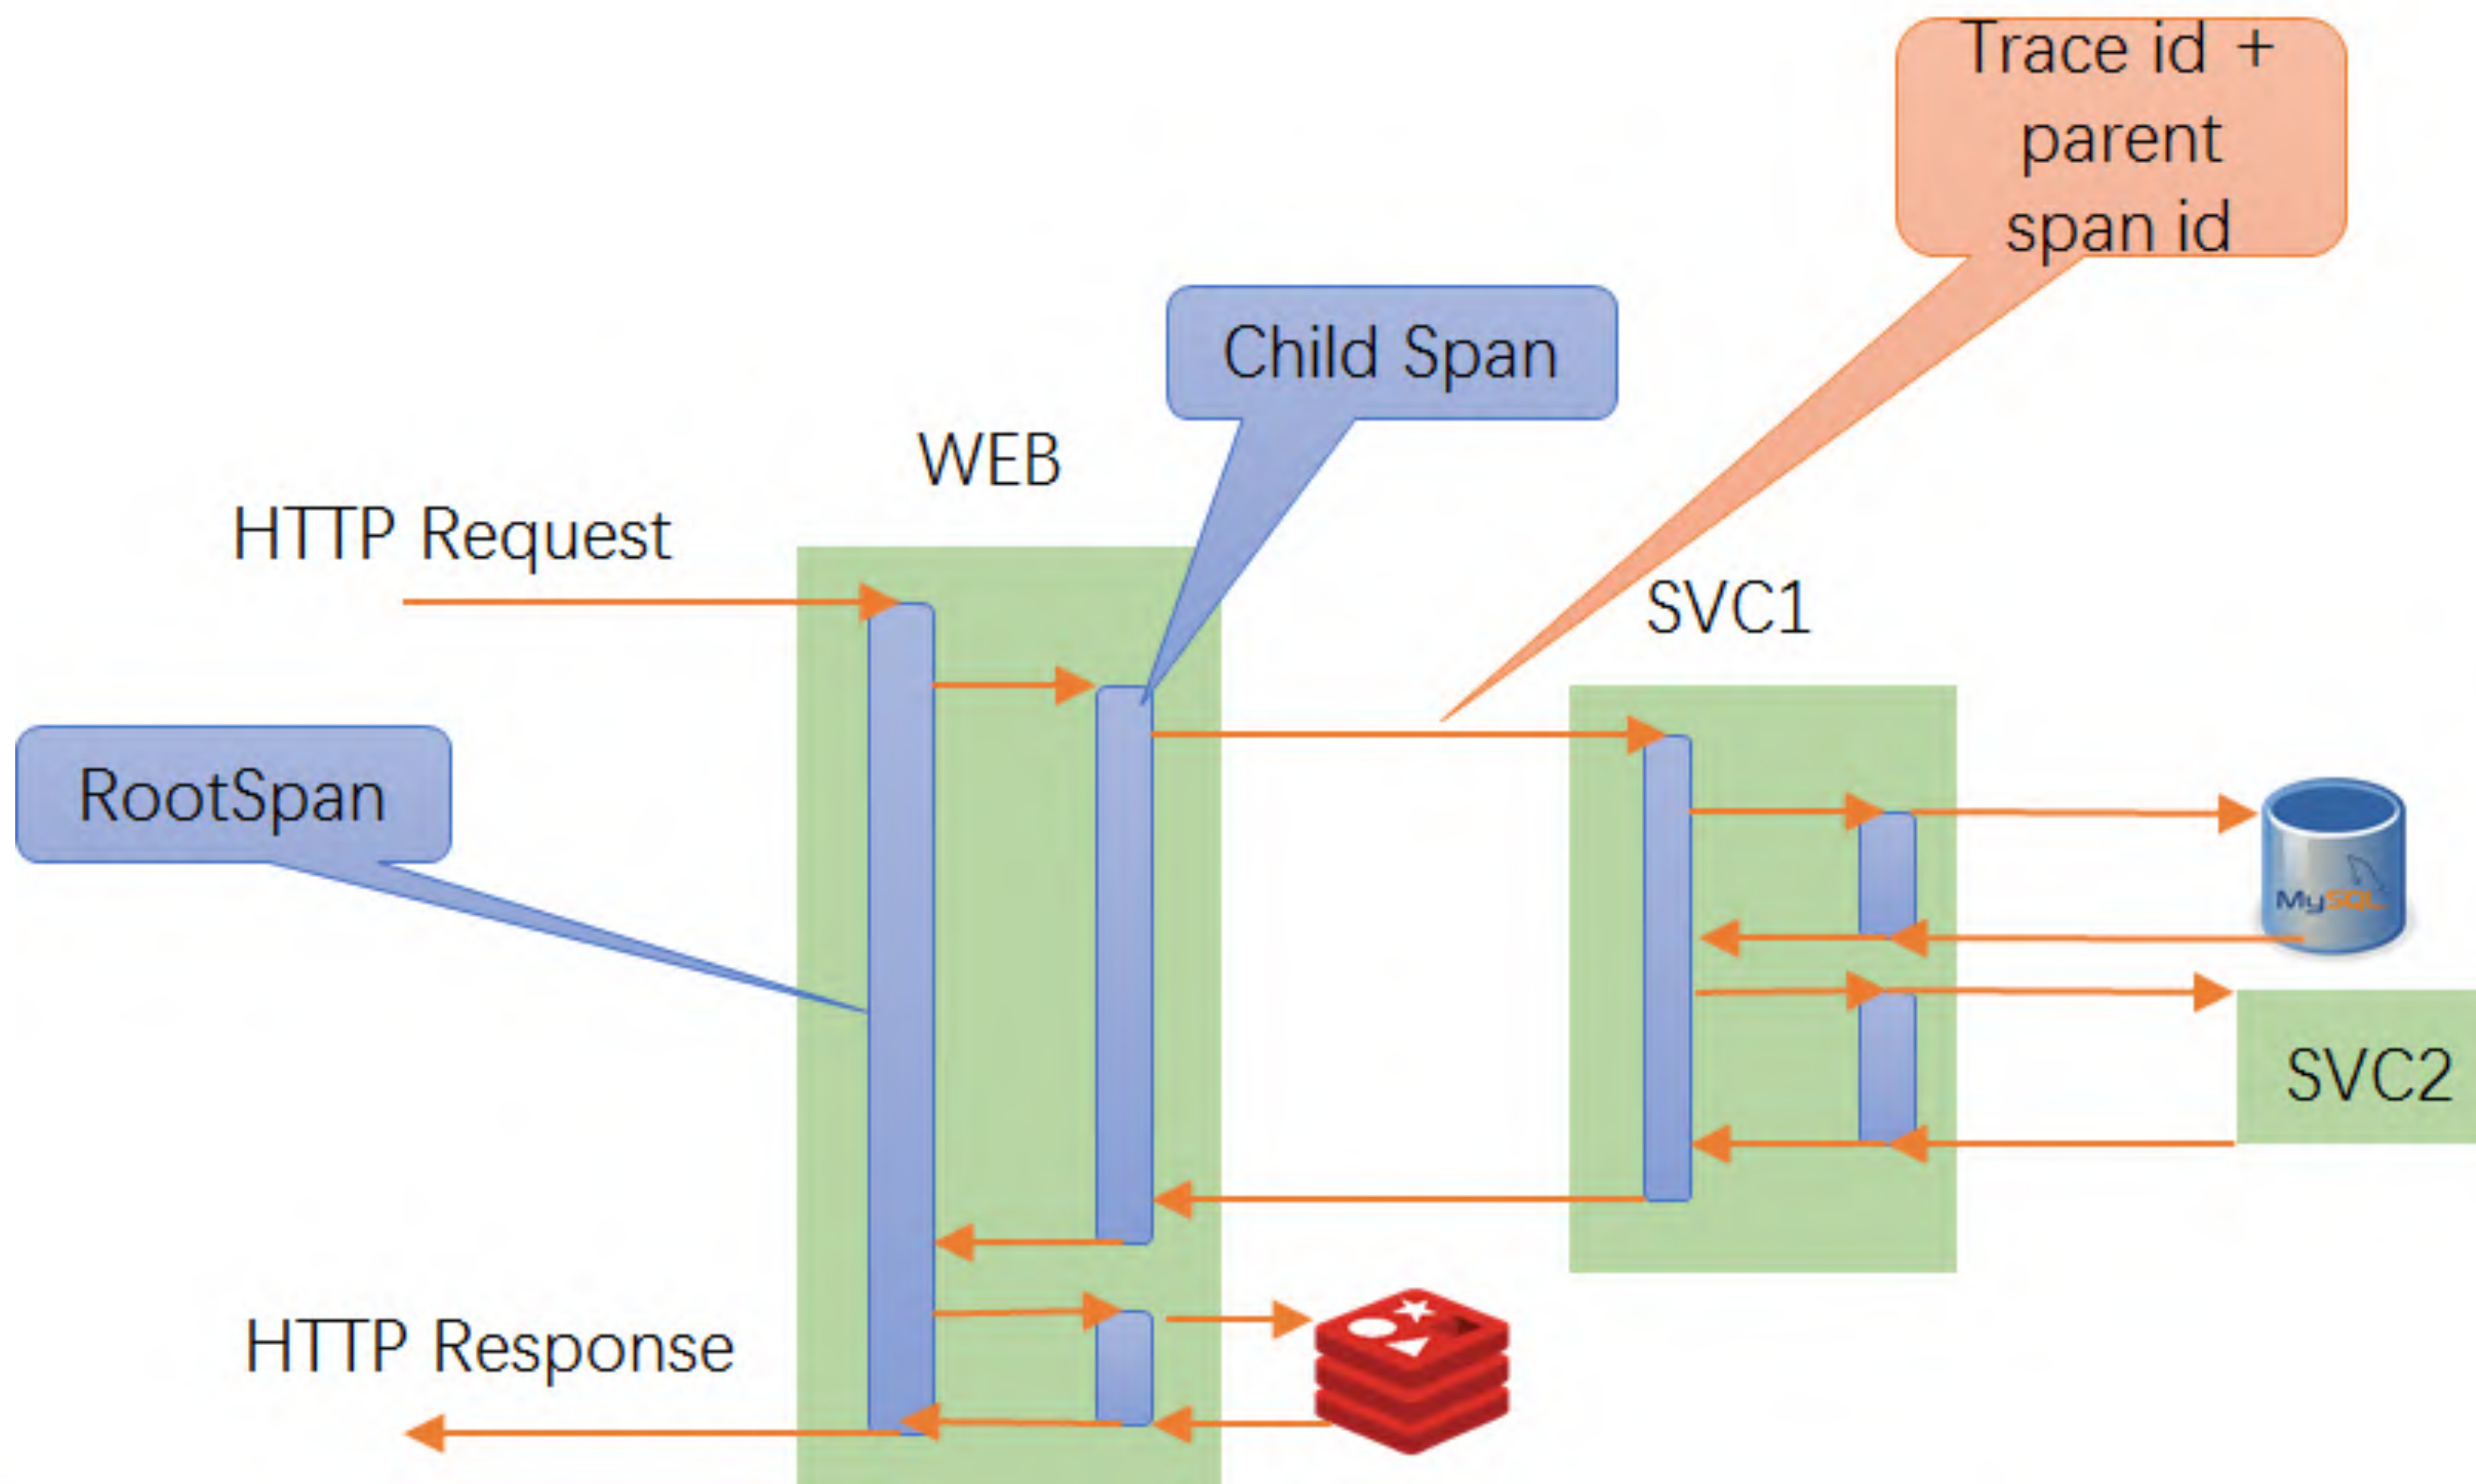 Trace id +
parent
span id
Child Span
WEB
HTTP Request
SVC1
RootSpan
MySQL
SVC2
HTTP Response